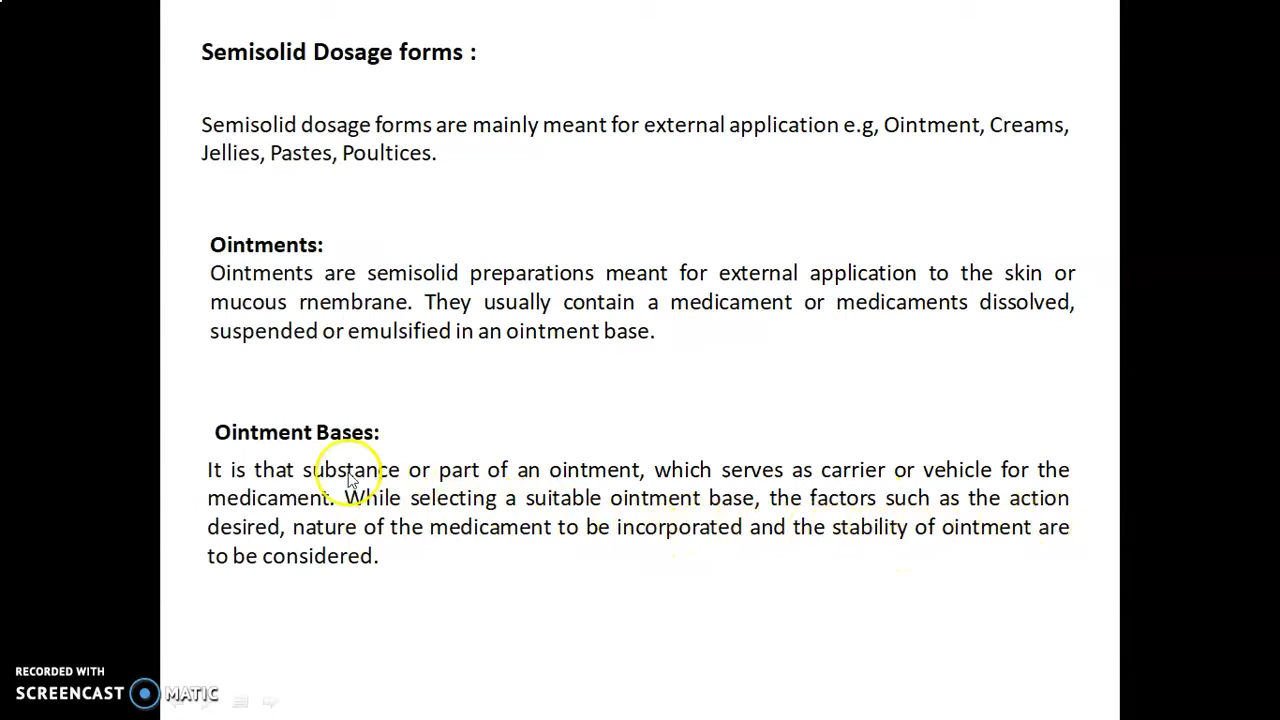 Semisolid Dosage forms :
Semisolid dosage forms are mainly meant for external application e.g, Ointment, Creams,
Jellies, Pastes, Poultices.
Ointments:
Ointments are semisolid preparations meant for external application to the skin or
mucous rnembrane. They usually contain a medicament or medicaments dissolved,
suspended or emulsified in an ointment base.
Ointment Bases:
It is that substance or part of an ointment, which serves as carrier or vehicle for the
medicament. While selecting a suitable ointment base, the factors such as the action
desired, nature of the medicament to be incorporated and the stability of ointment are
to be considered.
RECORDED WITH
SCREENCAST MATIC